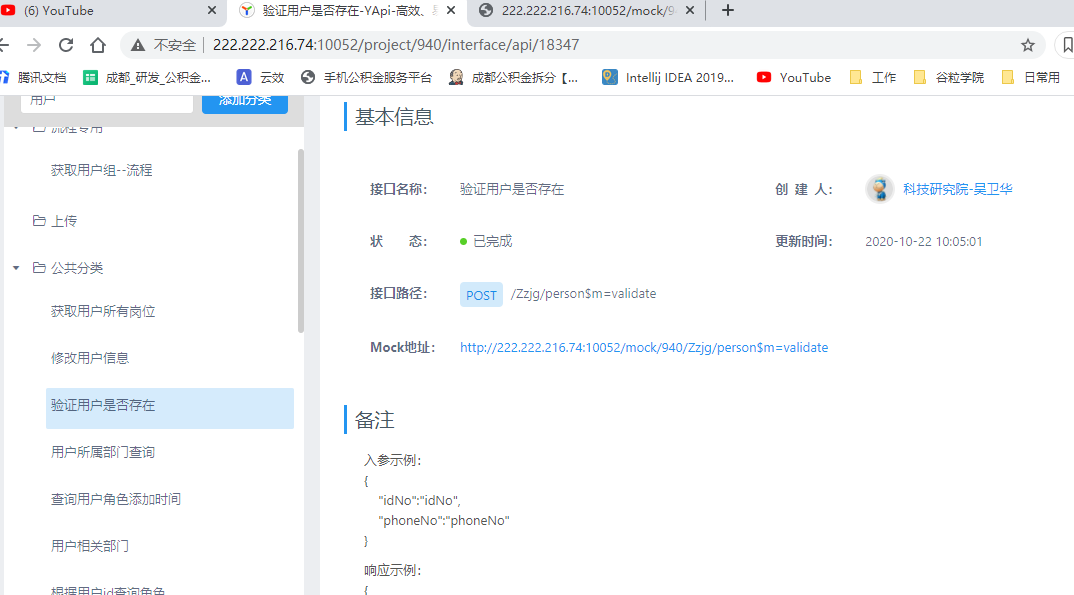 (6) YouTube
验证用户是否存在-YApi-高效、
222.222.216.74:10052/mock/9
不安全
222.222.216.74:10052/project/940/interface/api/18347
腾讯文档
成都_研发_公积金...
云效
手机公积金服务平台
成都公积金拆分【...
Intellij IDEA 2019...
YouTube
工作
谷粒学院
日常用
用户
添加分类
流程专用
获取用户组--流程
上传
公共分类
获取用户所有岗位
修改用户信息
验证用户是否存在
用户所属部门查询
查询用户角色添加时间
用户相关部门
根据用户id查询角色
基本信息
接口名称：
验证用户是否存在
创 建 人：
科技研究院-吴卫华
状 态：
已完成
更新时间：
2020-10-22 10:05:01
接口路径：
POST
/Zzjg/person$m=validate
Mock地址：
http://222.222.216.74:10052/mock/940/Zzjg/person$m=validate
备注
入参示例：
{
"idNo":"idNo",
"phoneNo":"phoneNo"
}
响应示例：
{